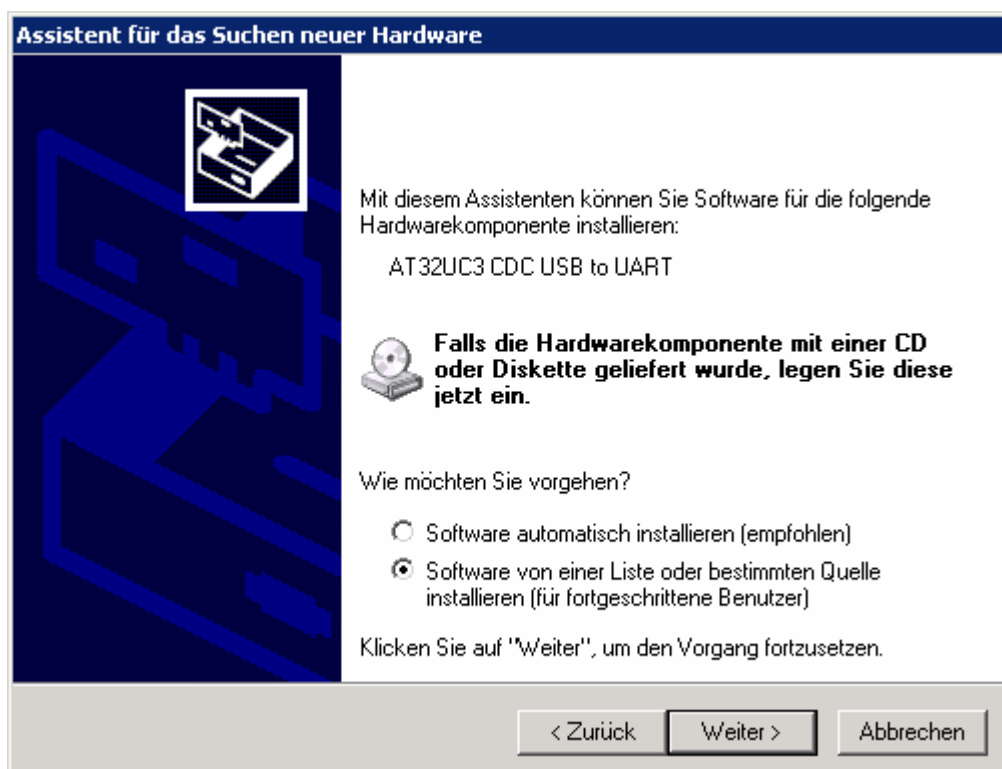 Assistent für das Suchen neuer Hardware
Mit diesem Assistenten können Sie Software für die folgende
Hardwarekomponente installieren:
AT32UC3 CDC USB to UART
Falls die Hardwarekomponente mit einer CD
oder Diskette geliefert wurde, legen Sie diese
jetzt ein.
Wie möchten Sie vorgehen?
Software automatisch installieren (empfohlen)
Software von einer Liste oder bestimmten Quelle
installieren (für fortgeschrittene Benutzer)
Klicken Sie auf "Weiter", um den Vorgang fortzusetzen.
< Zurück Weiter > Abbrechen